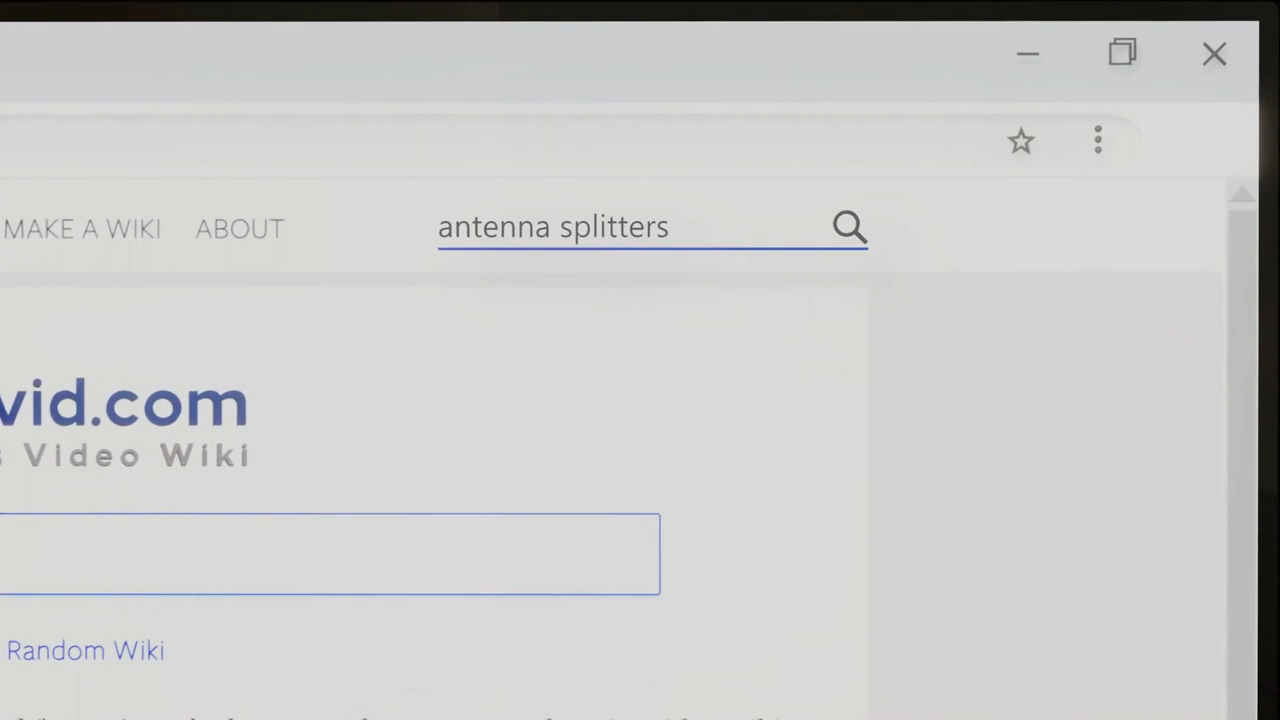 MAKE A WIKI ABOUT antenna splitters
vid.com
Video Wiki
Random Wiki